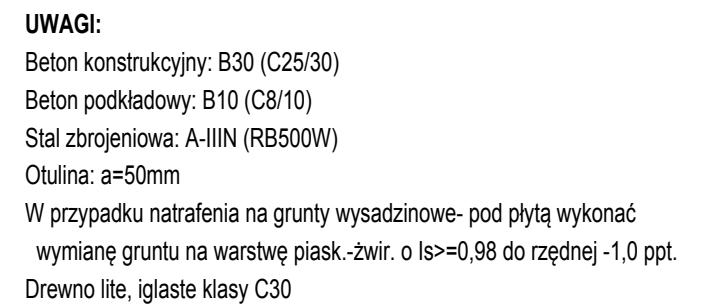 UWAGI:
Beton konstrukcyjny: B30 (C25/30)
Beton podkładowy: B10 (C8/10)
Stal zbrojeniowa: A-IIIN (RB500W)
Otulina: a=50mm
W przypadku natrafenia na grunty wysadzinowe- pod płytą wykonać
wymianę gruntu na warstwę piask.-żwir. o Is>=0,98 do rzędnej -1,0 ppt.
Drewno lite, iglaste klasy C30